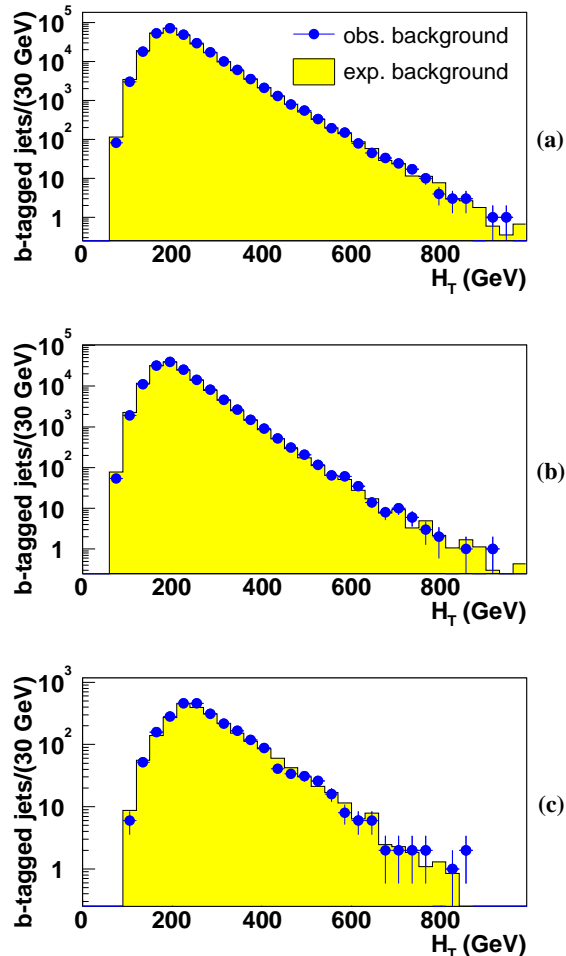 10^5
10^4
10^3
10^2
10
1
b-tagged jets/(30 GeV)
obs. background
exp. background
(a)
0 200 400 600 800
H_T (GeV)
10^5
10^4
10^3
10^2
10
1
b-tagged jets/(30 GeV)
(b)
0 200 400 600 800
H_T (GeV)
10^3
10^2
10
1
b-tagged jets/(30 GeV)
(c)
0 200 400 600 800
H_T (GeV)